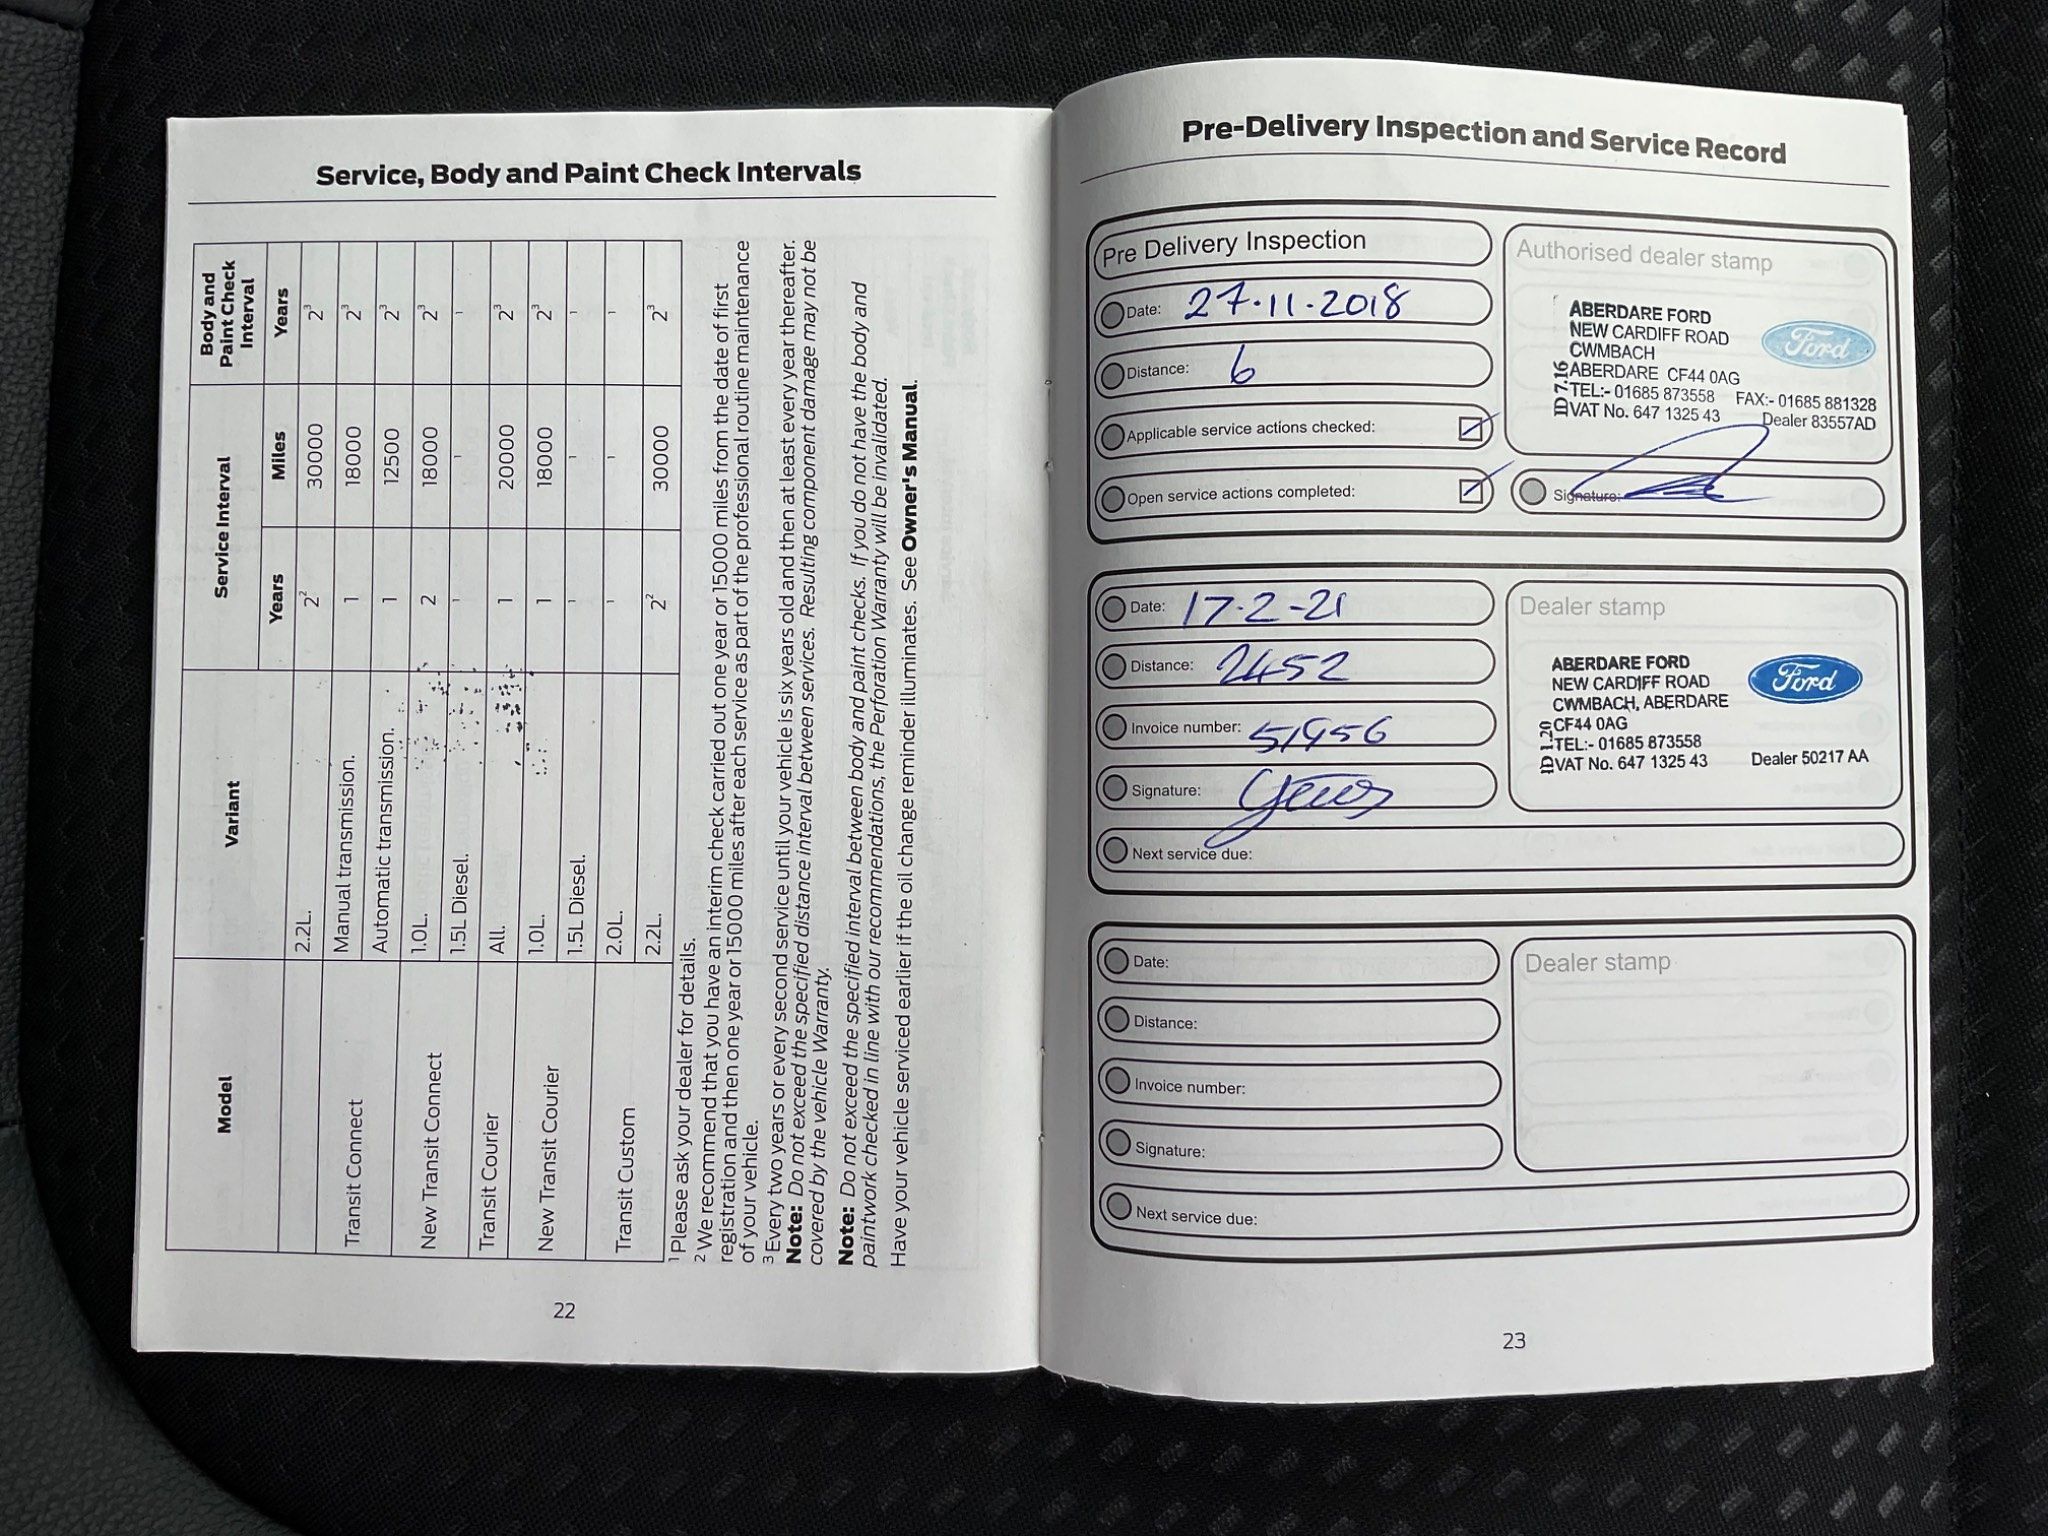 Service, Body and Paint Check Intervals
Model
Variant
Service Interval
Body and Paint Check Interval
Years
Miles
Years
2.2L. 2² 30000 2³
Transit Connect
Manual transmission. 1 18000 2³
Automatic transmission. 1 12500 2³
New Transit Connect
1.0L. 2 18000 2³
1.5L Diesel. ¹ ¹ ¹
Transit Courier
All. 1 20000 2³
New Transit Courier
1.0L. 1 18000 2³
1.5L Diesel. ¹ ¹ ¹
Transit Custom
2.0L. ¹ ¹ ¹
2.2L. 2² 30000 2³
¹ Please ask your dealer for details.
² We recommend that you have an interim check carried out one year or 15000 miles from the date of first
registration and then one year or 15000 miles after each service as part of the professional routine maintenance
of your vehicle.
³ Every two years or every second service until your vehicle is six years old and then at least every year thereafter.
Note: Do not exceed the specified distance interval between services. Resulting component damage may not be
covered by the vehicle Warranty.
Note: Do not exceed the specified interval between body and paint checks. If you do not have the body and
paintwork checked in line with our recommendations, the Perforation Warranty will be invalidated.
Have your vehicle serviced earlier if the oil change reminder illuminates. See Owner's Manual.
22
Pre-Delivery Inspection and Service Record
Pre Delivery Inspection
Date: 27.11.2018
Distance: 6
Applicable service actions checked:
Open service actions completed:
Authorised dealer stamp
ABERDARE FORD
NEW CARDIFF ROAD
CWMBACH
ABERDARE CF44 0AG
TEL:- 01685 873558 FAX:- 01685 881328
VAT No. 647 1325 43 Dealer 83557AD
ID 7.16
Ford
Signature:
Date: 17-2-21
Distance: 2452
Invoice number: 51956
Signature:
Next service due:
Dealer stamp
ABERDARE FORD
NEW CARDIFF ROAD
CWMBACH, ABERDARE
CF44 0AG
TEL:- 01685 873558
VAT No. 647 1325 43 Dealer 50217 AA
ID 1.20
Ford
Date:
Distance:
Invoice number:
Signature:
Next service due:
Dealer stamp
23